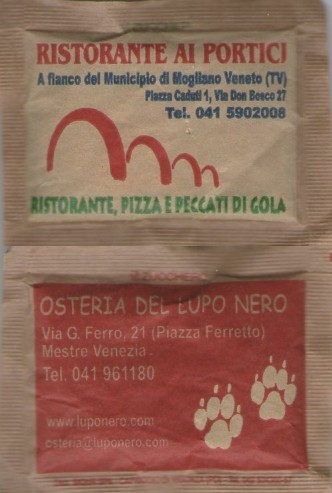 RISTORANTE AI PORTICI
A fianco del Municipio di Mogliano Veneto (TV)
Piazza Caduti 1, Via Don Bosco 27
Tel. 041 5902008
RISTORANTE, PIZZA E PECCATI DI GOLA
OSTERIA DEL LUPO NERO
Via G. Ferro, 21 (Piazza Ferretto)
Mestre Venezia
Tel. 041 961180
www.luponero.com
osteria@luponero.com